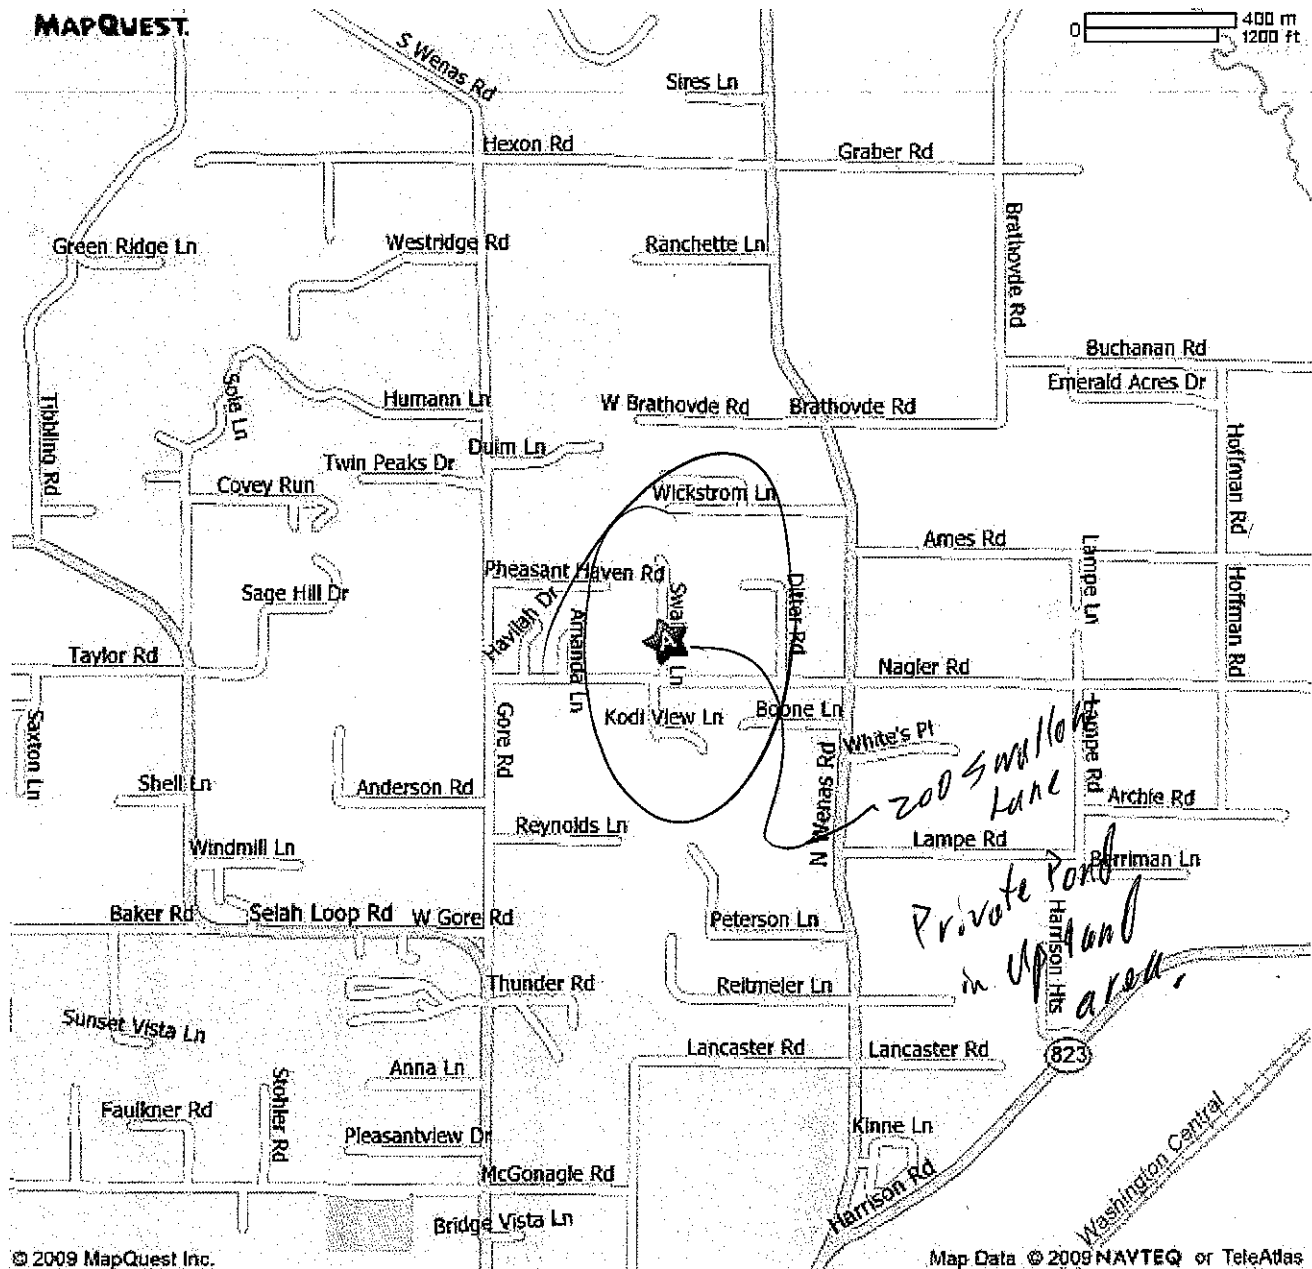 MAPQUEST.
0
400 m
1200 ft
S Wenas Rd
Sires Ln
Hexon Rd
Graber Rd
Green Ridge Ln
Westridge Rd
Ranchette Ln
Brathovde Rd
Buchanan Rd
Emerald Acres Dr
Sole Ln
Humann Ln
W Brathovde Rd
Brathovde Rd
Tibbling Rd
Duim Ln
Twin Peaks Dr
Covey Run
Wickstrom Ln
Hoffman Rd
Ames Rd
Lampe Ln
Pheasant Haven Rd
Sage Hill Dr
Havilah Dr
Amanda Ln
Swal
Ln
Ditter Rd
Hoffman Rd
Taylor Rd
Nagler Rd
Saxton Ln
Gore Rd
Kodi View Ln
Boone Ln
White's Pl
Lampe Rd
Shell Ln
Anderson Rd
N Wenas Rd
200 Swallow
Lane
Archie Rd
Reynolds Ln
Lampe Rd
Windmill Ln
Berriman Ln
Baker Rd
Selah Loop Rd
W Gore Rd
Peterson Ln
Private Pond
in Upland
area.
Harrison Hts
Thunder Rd
Reitmeier Ln
Sunset Vista Ln
Lancaster Rd
Lancaster Rd
823
Anna Ln
Stohler Rd
Faulkner Rd
Pleasantview Dr
Kinne Ln
McGonagle Rd
Harrison Rd
Washington Central
Bridge Vista Ln
© 2009 MapQuest Inc.
Map Data © 2009 NAVTEQ or TeleAtlas